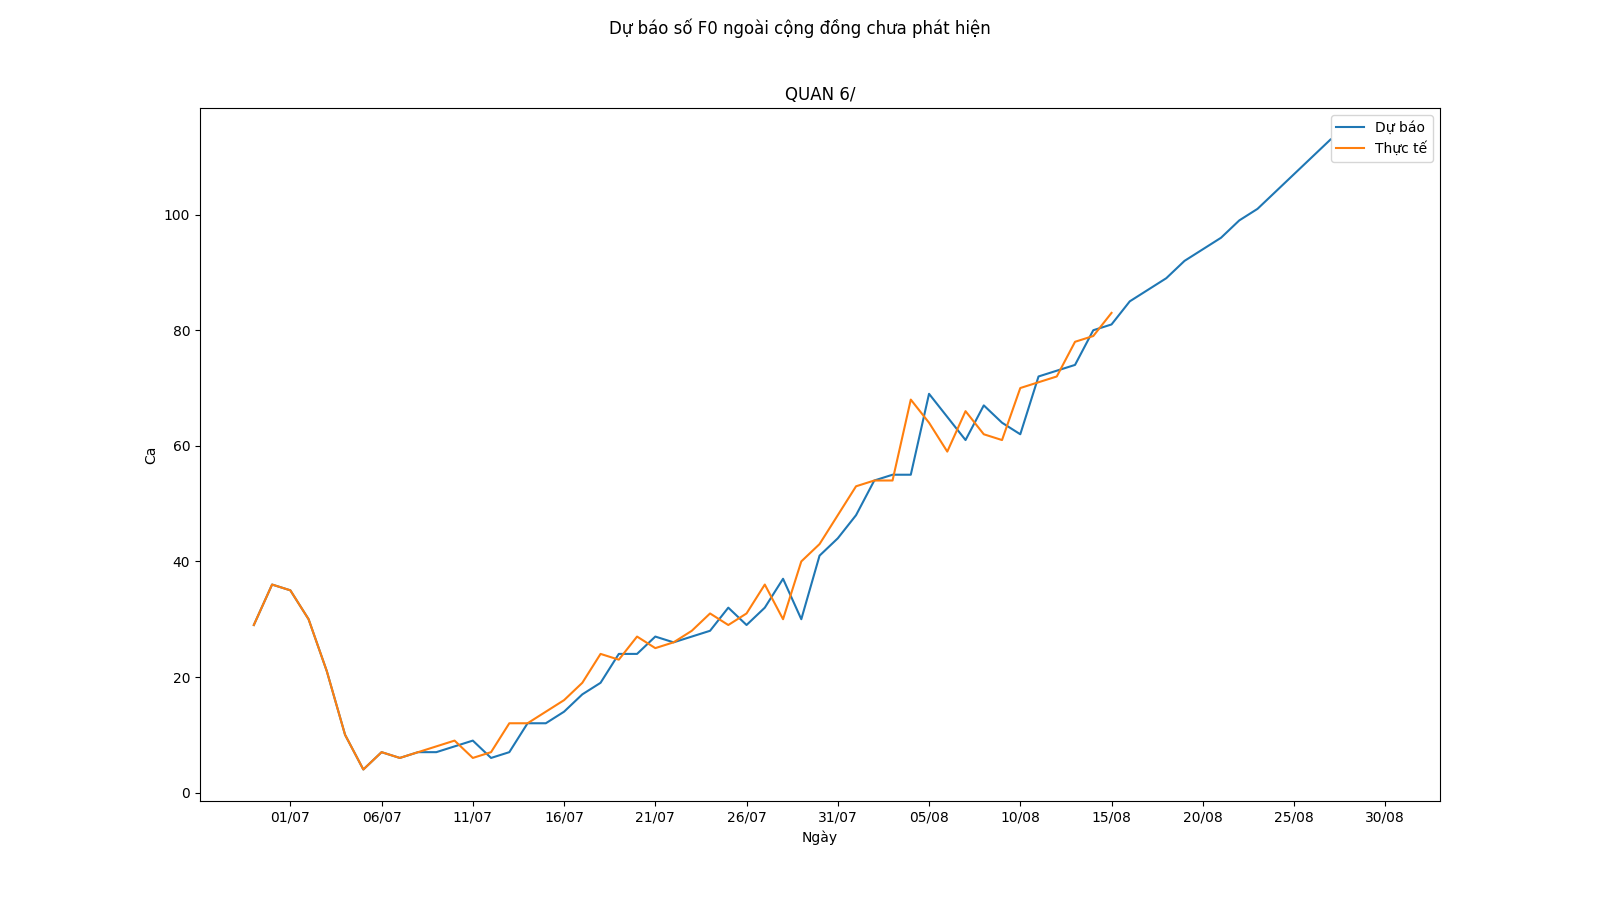 Dự báo số F0 ngoài cộng đồng chưa phát hiện
QUAN 6/
Dự báo
Thực tế
100
80
60
40
20
0
Ca
01/07 06/07 11/07 16/07 21/07 26/07 31/07 05/08 10/08 15/08 20/08 25/08 30/08
Ngày